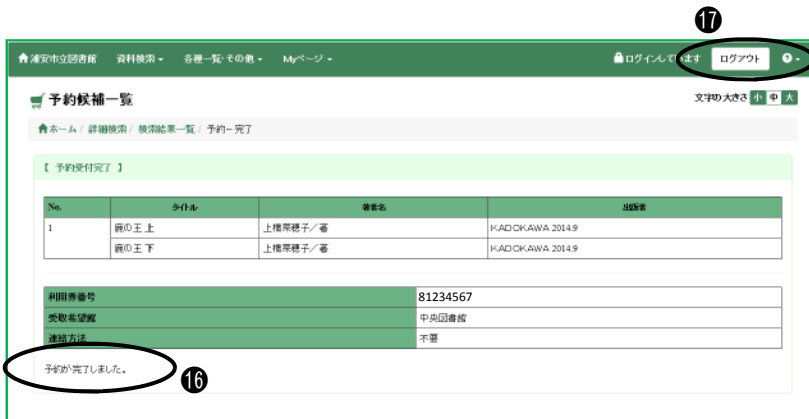 ⓱
浦安市立図書館 資料検索 各種一覧・その他 Myページ ログインしています ログアウト
予約候補一覧 文字の大きさ 小 中 大
ホーム / 詳細検索 / 検索結果一覧 / 予約-完了
【 予約受付完了 】
No. タイトル 著者名 出版者
1 鹿の王 上 上橋菜穂子／著 KADOKAWA 2014.9
鹿の王 下 上橋菜穂子／著 KADOKAWA 2014.9
利用券番号 81234567
受取希望館 中央図書館
連絡方法 不要
予約が完了しました。 ⓰